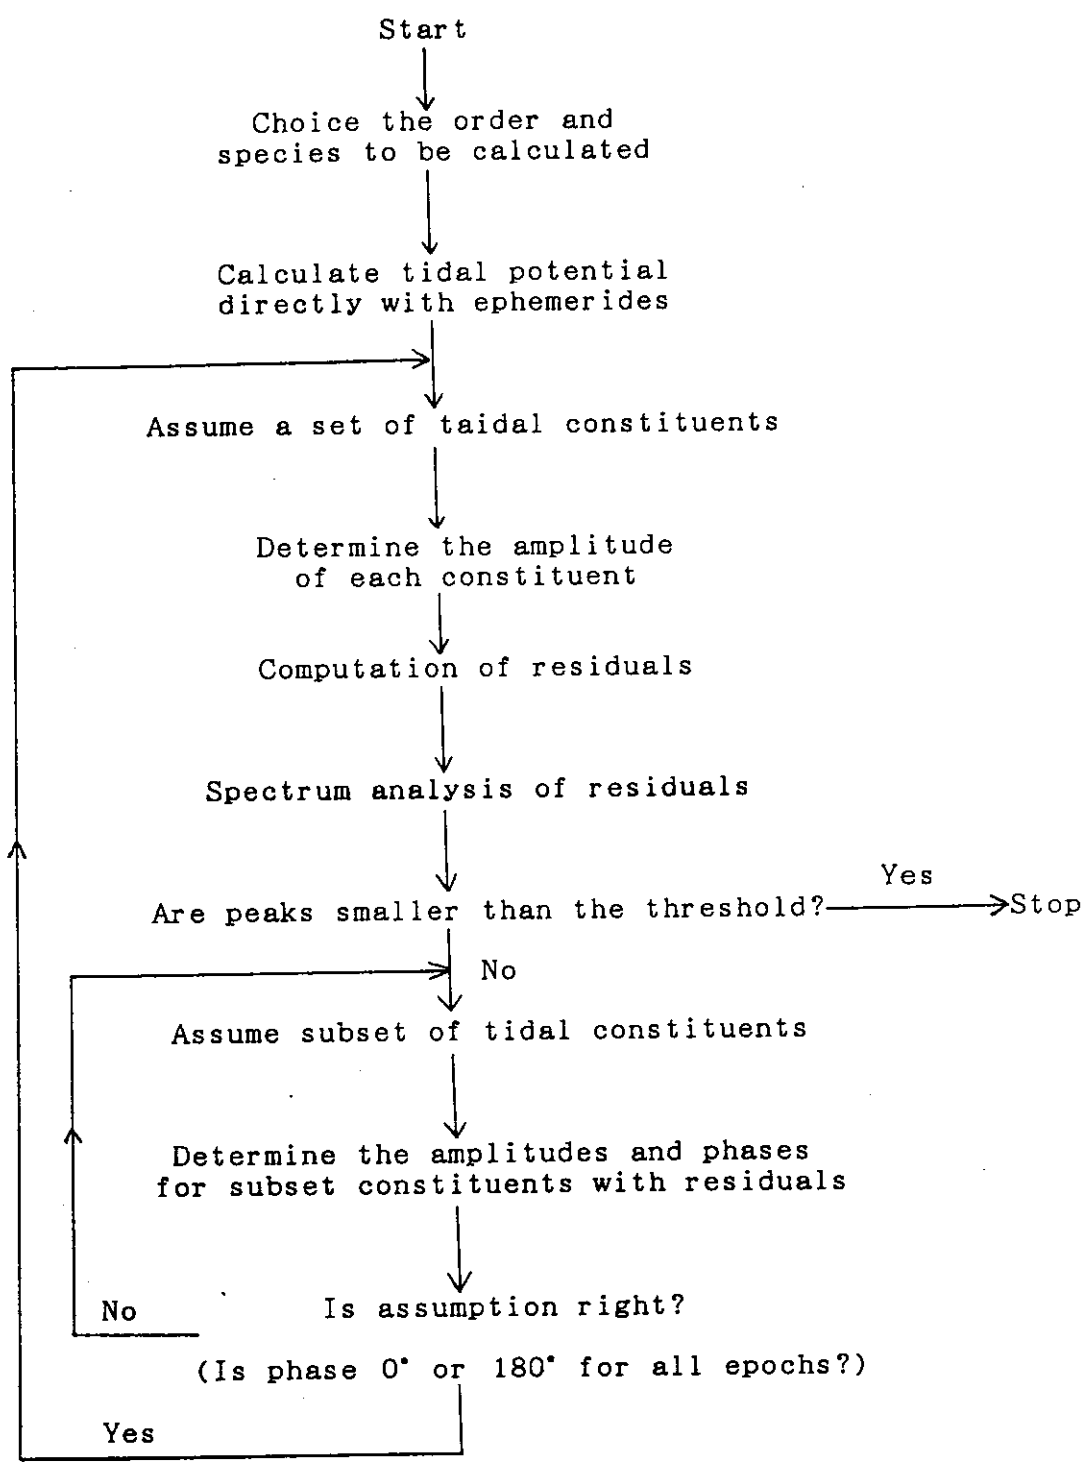 Start
Choice the order and
species to be calculated
Calculate tidal potential
directly with ephemerides
Assume a set of taidal constituents
Determine the amplitude
of each constituent
Computation of residuals
Spectrum analysis of residuals
Yes
Are peaks smaller than the threshold?
Stop
No
Assume subset of tidal constituents
Determine the amplitudes and phases
for subset constituents with residuals
No
Is assumption right?
(Is phase 0° or 180° for all epochs?)
Yes